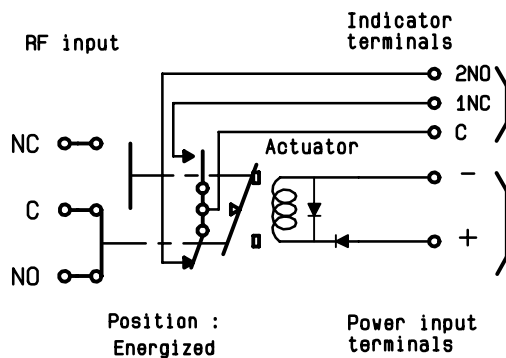 RF input
Indicator
terminals
2NO
1NC
C
Actuator
NC
C
NO
-
+
Position :
Energized
Power input
terminals